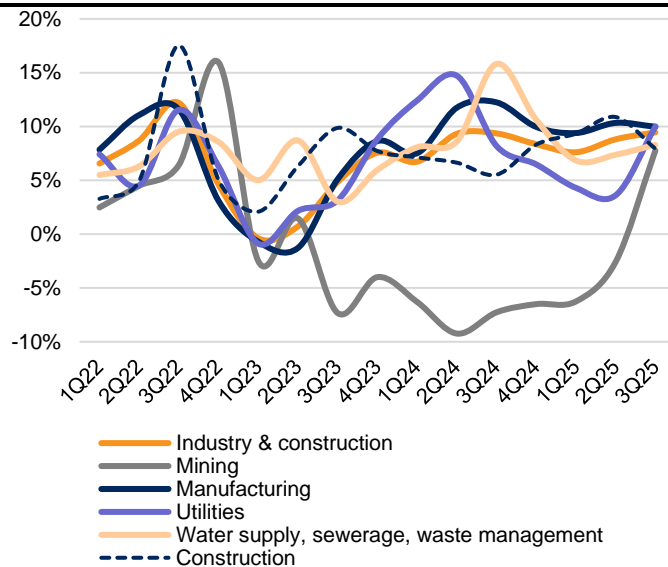 20%
15%
10%
5%
0%
-5%
-10%
1Q22 2Q22 3Q22 4Q22 1Q23 2Q23 3Q23 4Q23 1Q24 2Q24 3Q24 4Q24 1Q25 2Q25 3Q25
Industry & construction
Mining
Manufacturing
Utilities
Water supply, sewerage, waste management
Construction